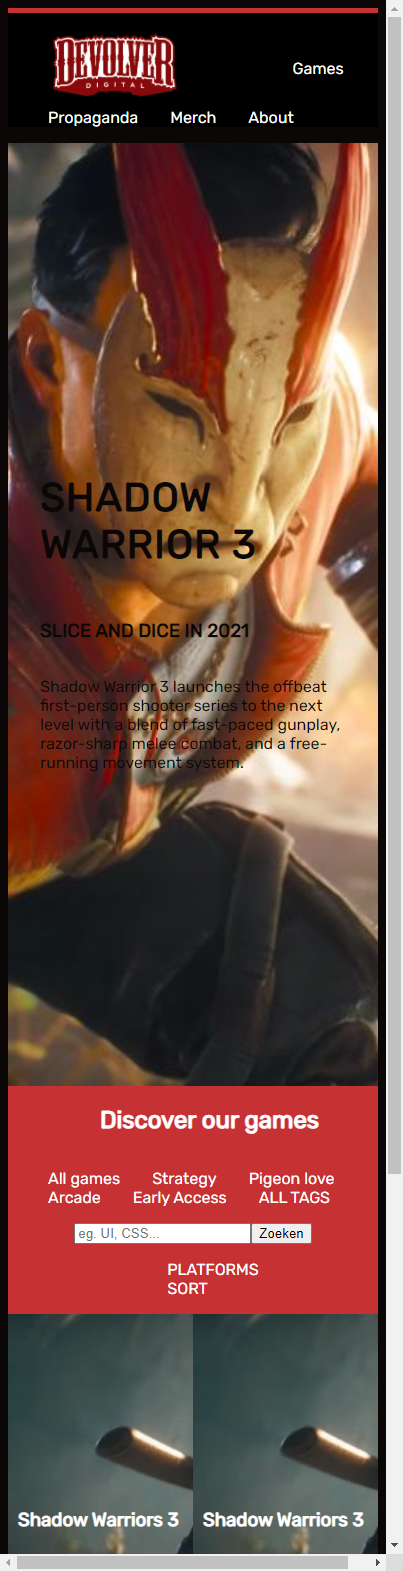 DEVOLVER
DIGITAL
Games
Propaganda Merch About
SHADOW
WARRIOR 3
SLICE AND DICE IN 2021
Shadow Warrior 3 launches the offbeat
first-person shooter series to the next
level with a blend of fast-paced gunplay,
razor-sharp melee combat, and a free-
running movement system.
Discover our games
All games Strategy Pigeon love
Arcade Early Access ALL TAGS
eg. UI, CSS... Zoeken
PLATFORMS
SORT
Shadow Warriors 3 Shadow Warriors 3